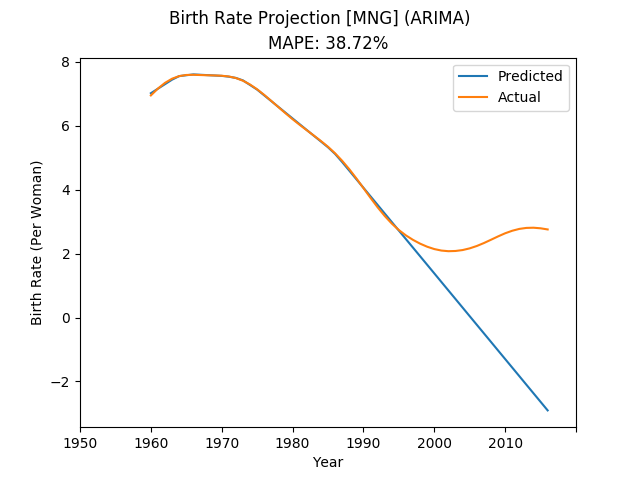 Birth Rate Projection [MNG] (ARIMA)
MAPE: 38.72%
Predicted
Actual
Birth Rate (Per Woman)
8
6
4
2
0
−2
1950
1960
1970
1980
1990
2000
2010
Year